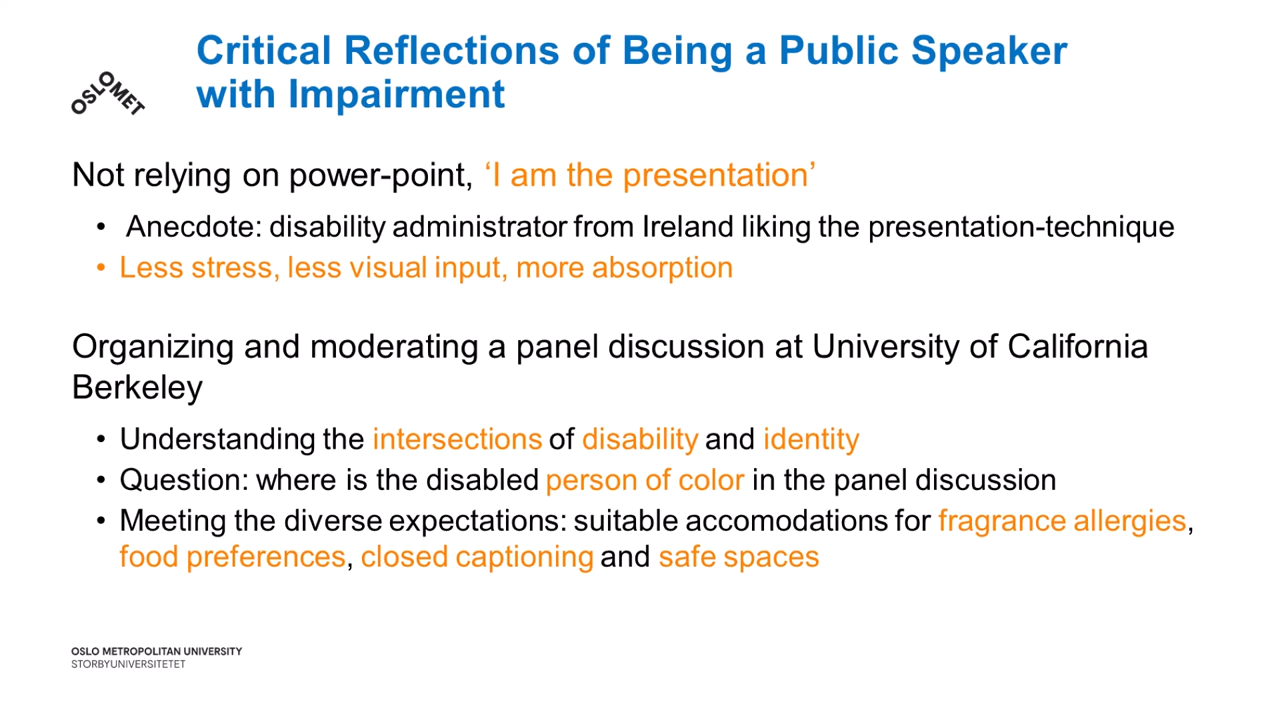 Critical Reflections of Being a Public Speaker
with Impairment
OSLOMET
Not relying on power-point, ‘I am the presentation’
• Anecdote: disability administrator from Ireland liking the presentation-technique
• Less stress, less visual input, more absorption
Organizing and moderating a panel discussion at University of California
Berkeley
• Understanding the intersections of disability and identity
• Question: where is the disabled person of color in the panel discussion
• Meeting the diverse expectations: suitable accomodations for fragrance allergies,
food preferences, closed captioning and safe spaces
OSLO METROPOLITAN UNIVERSITY
STORBYUNIVERSITETET